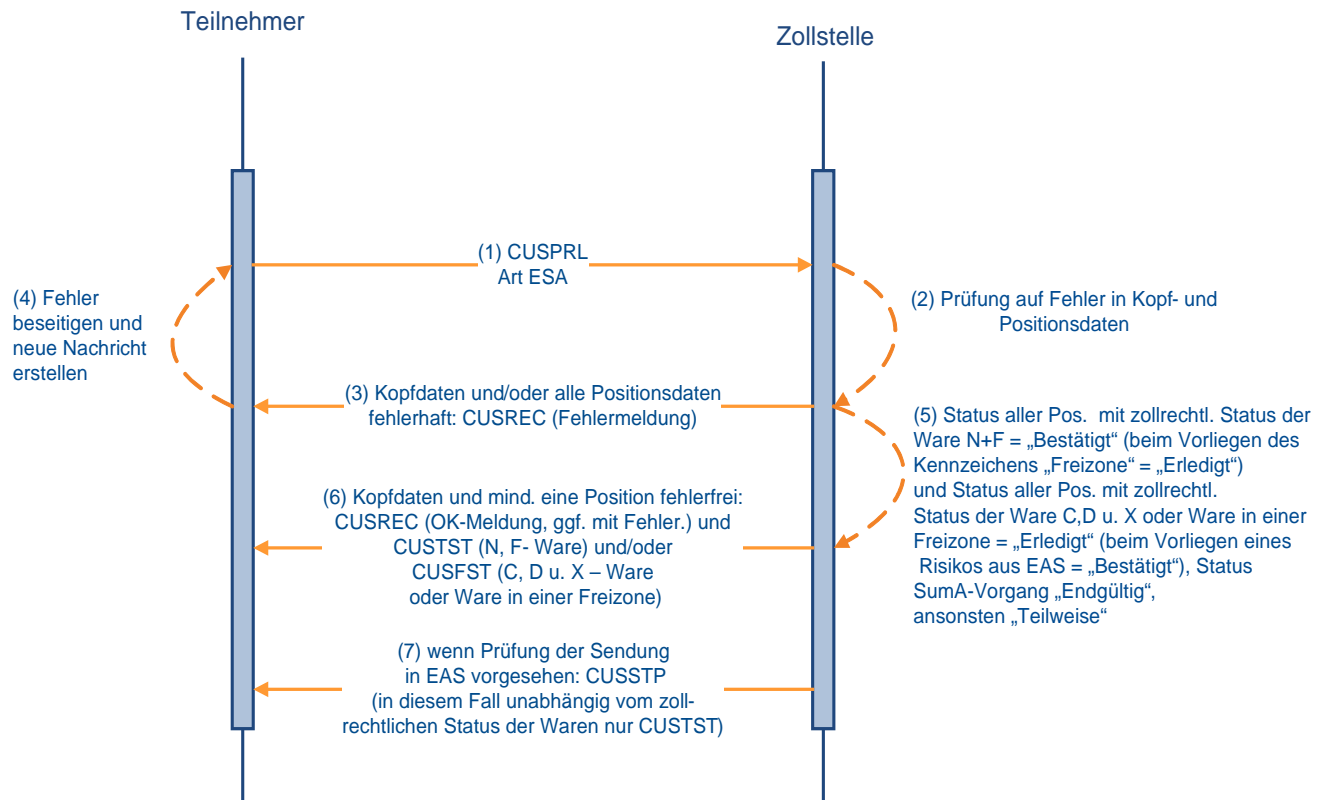 Teilnehmer
Zollstelle
(1) CUSPRL
Art ESA
(2) Prüfung auf Fehler in Kopf- und
Positionsdaten
(3) Kopfdaten und/oder alle Positionsdaten
fehlerhaft: CUSREC (Fehlermeldung)
(4) Fehler
beseitigen und
neue Nachricht
erstellen
(5) Status aller Pos. mit zollrechtl. Status der
Ware N+F = „Bestätigt“ (beim Vorliegen des
Kennzeichens „Freizone“ = „Erledigt“)
und Status aller Pos. mit zollrechtl.
Status der Ware C,D u. X oder Ware in einer
Freizone = „Erledigt“ (beim Vorliegen eines
Risikos aus EAS = „Bestätigt“), Status
SumA-Vorgang „Endgültig“,
ansonsten „Teilweise“
(6) Kopfdaten und mind. eine Position fehlerfrei:
CUSREC (OK-Meldung, ggf. mit Fehler.) und
CUSTST (N, F- Ware) und/oder
CUSFST (C, D u. X – Ware
oder Ware in einer Freizone)
(7) wenn Prüfung der Sendung
in EAS vorgesehen: CUSSTP
(in diesem Fall unabhängig vom zoll-
rechtlichen Status der Waren nur CUSTST)